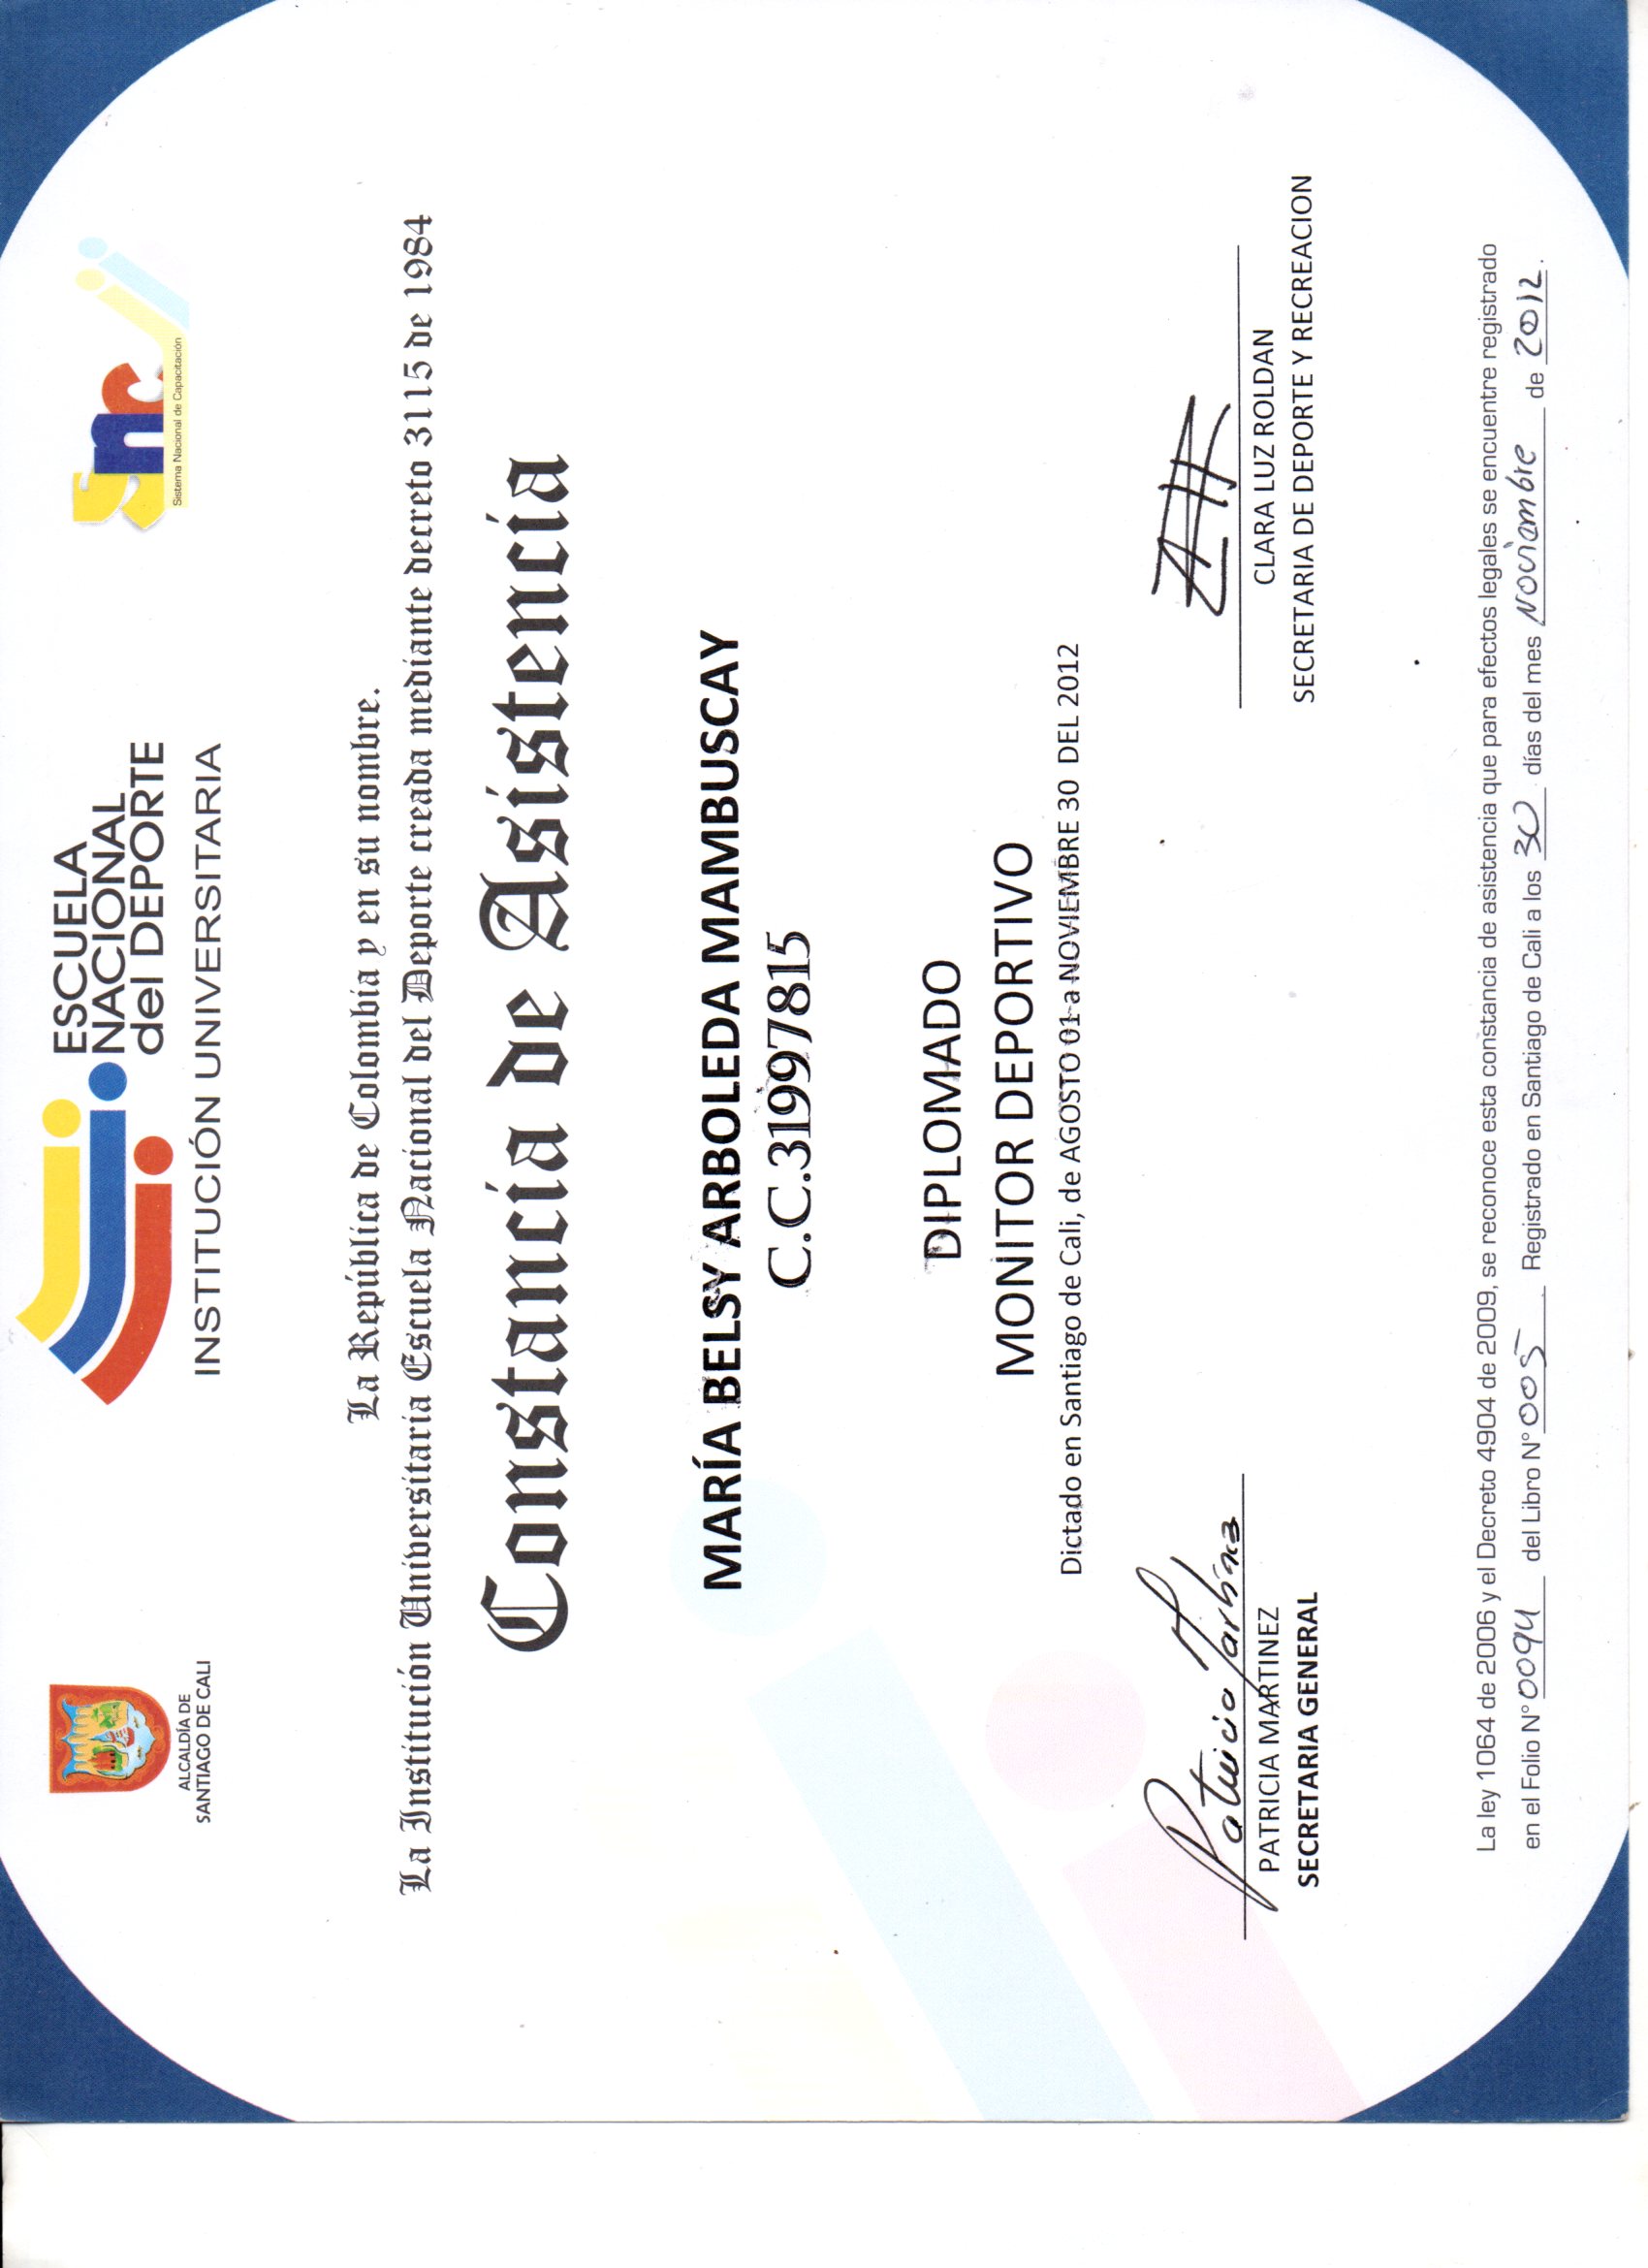 ALCALDÍA DE
SANTIAGO DE CALI
ESCUELA
NACIONAL
del DEPORTE
INSTITUCIÓN UNIVERSITARIA
snc
Sistema Nacional de Capacitación
La República de Colombia y en su nombre.
La Institución Universitaria Escuela Nacional del Deporte creada mediante decreto 3115 de 1984
Constancia de Asistencia
MARÍA BELSY ARBOLEDA MAMBUSCAY
C.C.31997815
DIPLOMADO
MONITOR DEPORTIVO
Dictado en Santiago de Cali, de AGOSTO 01 a NOVIEMBRE 30 DEL 2012
Patricia Martínez
PATRICIA MARTINEZ
SECRETARIA GENERAL
CLARA LUZ ROLDAN
SECRETARIA DE DEPORTE Y RECREACION
La ley 1064 de 2006 y el Decreto 4904 de 2009, se reconoce esta constancia de asistencia que para efectos legales se encuentre registrado
en el Folio N° 0094 del Libro N° 005 Registrado en Santiago de Cali a los 30 días del mes Noviembre de 2012.